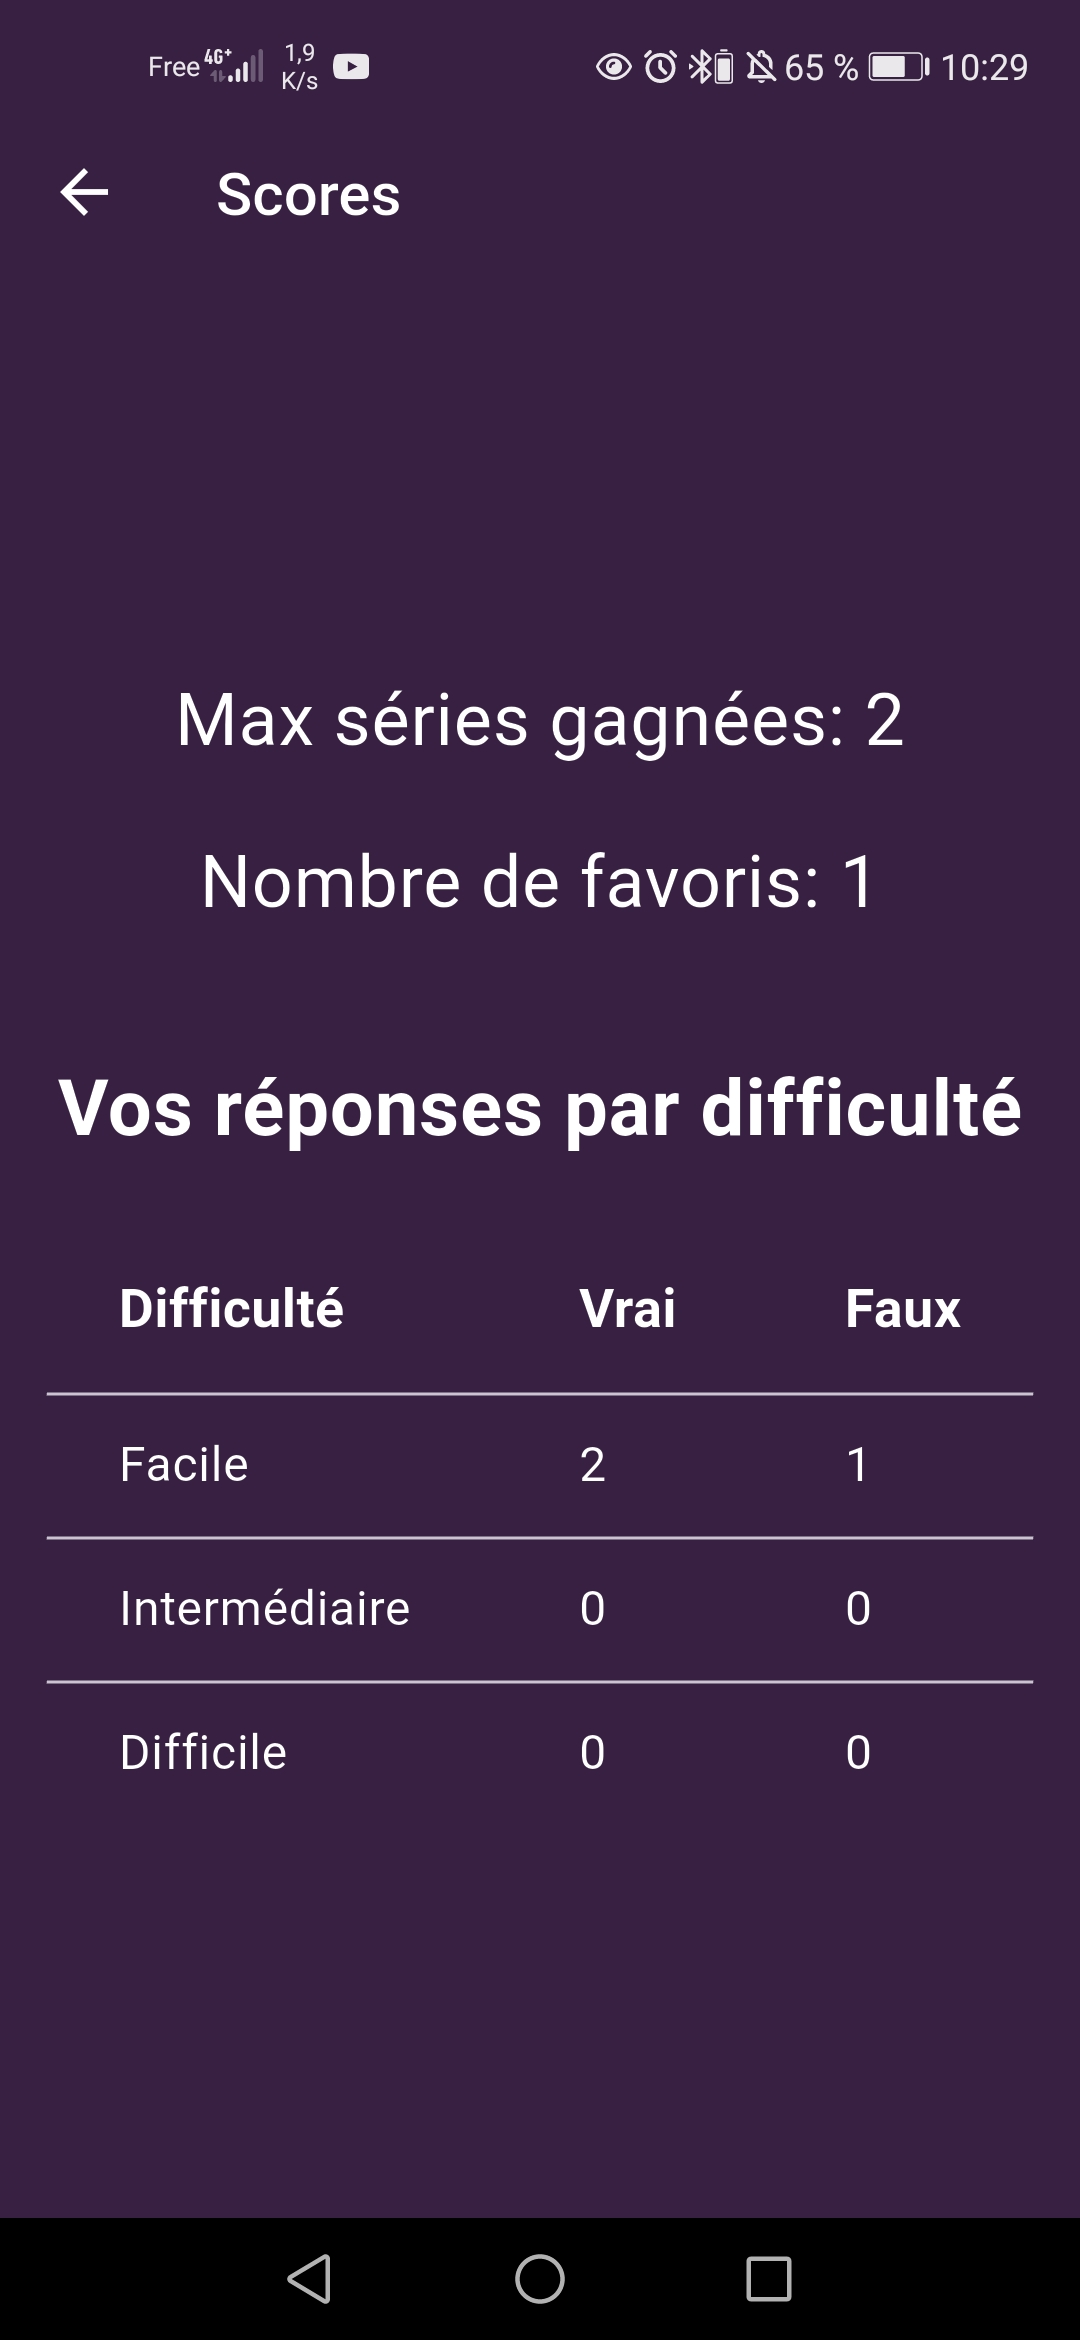 Free 4G+ 1,9 K/s 65 % 10:29
Scores
Max séries gagnées: 2
Nombre de favoris: 1
Vos réponses par difficulté
Difficulté Vrai Faux
Facile 2 1
Intermédiaire 0 0
Difficile 0 0